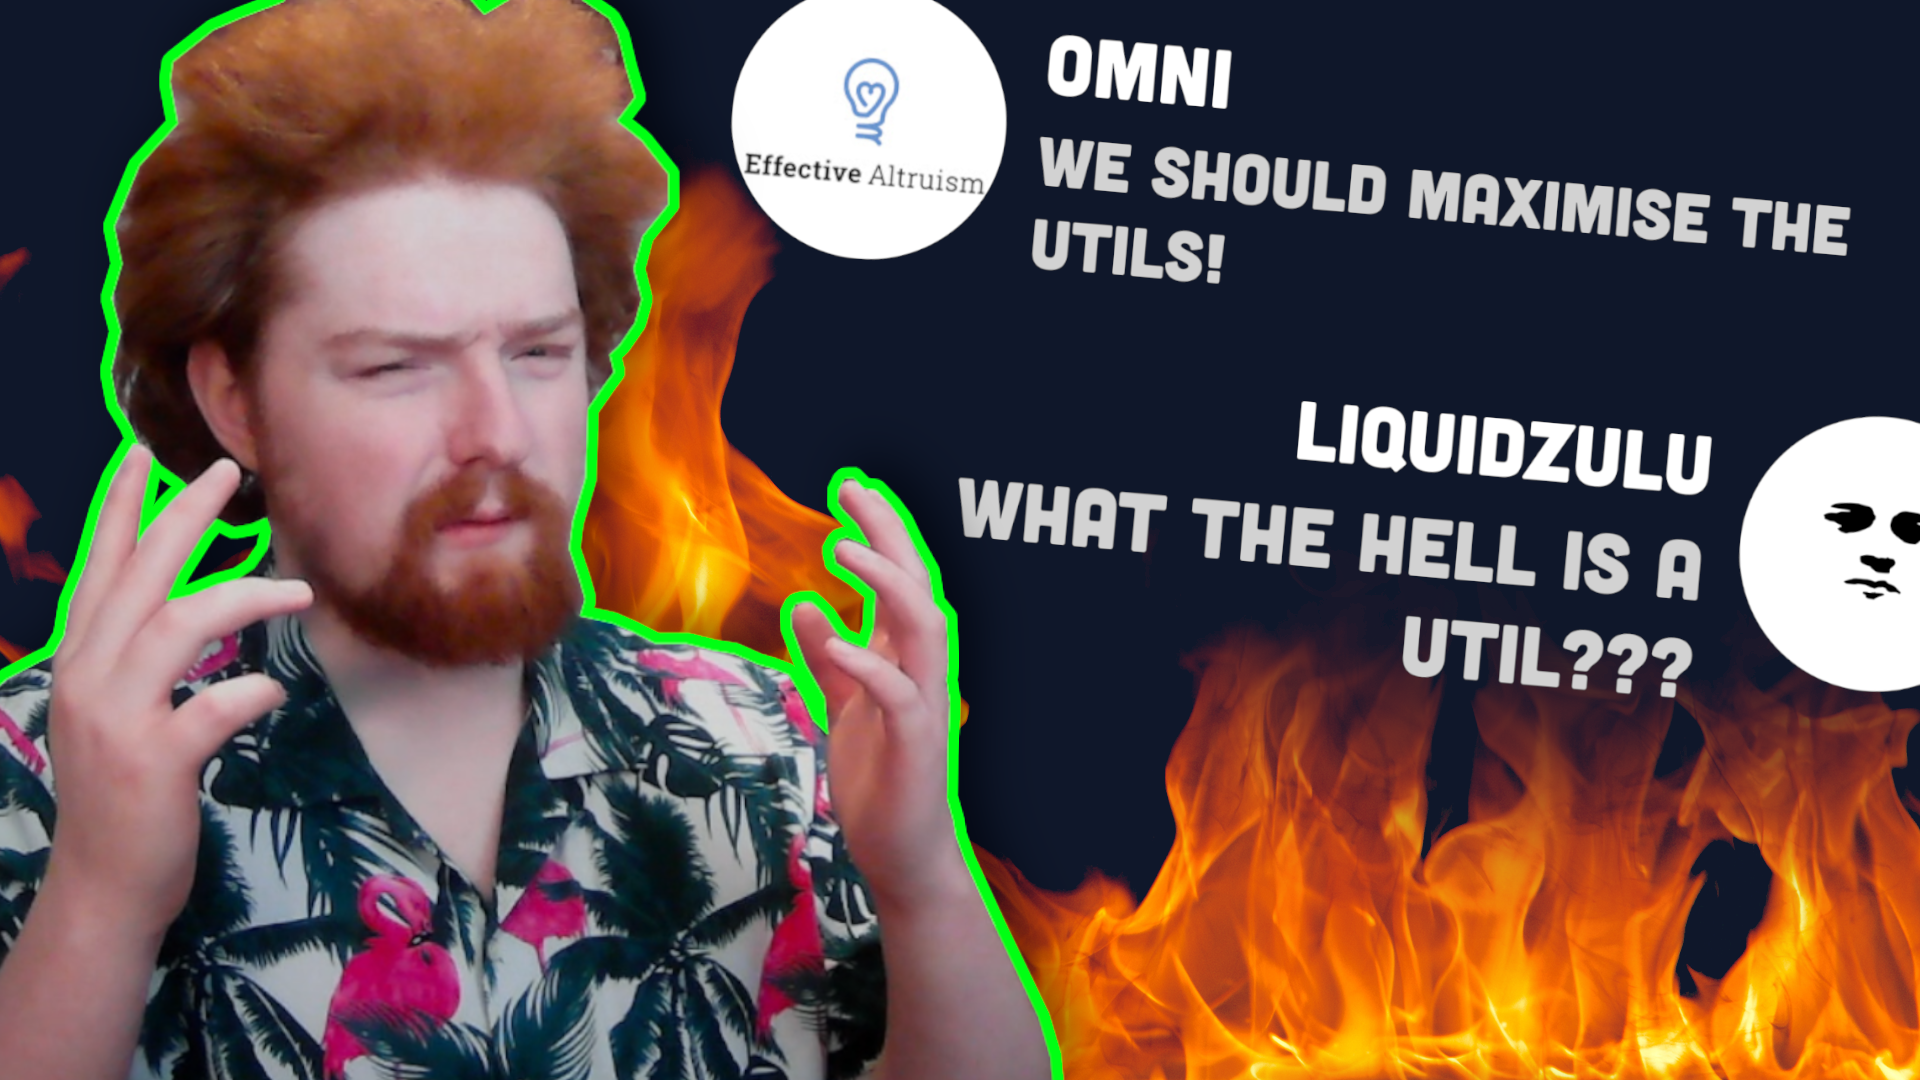 Effective Altruism
OMNI
WE SHOULD MAXIMISE THE
UTILS!
LIQUIDZULU
WHAT THE HELL IS A
UTIL???